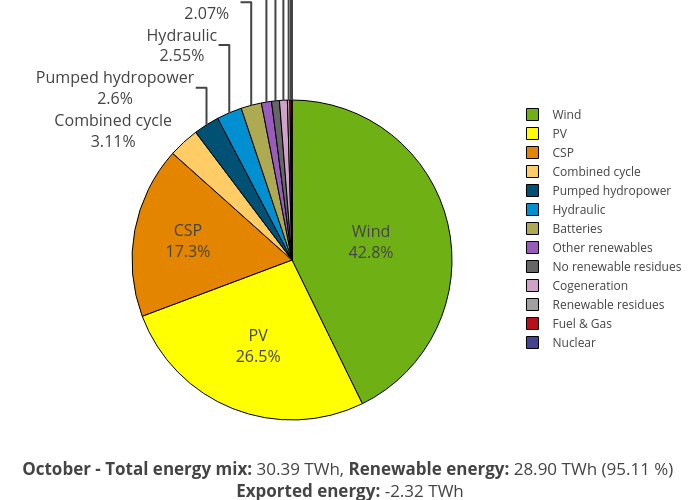 2.07%
Hydraulic
2.55%
Pumped hydropower
2.6%
Combined cycle
3.11%
CSP
17.3%
Wind
42.8%
PV
26.5%
Wind
PV
CSP
Combined cycle
Pumped hydropower
Hydraulic
Batteries
Other renewables
No renewable residues
Cogeneration
Renewable residues
Fuel & Gas
Nuclear
October - Total energy mix: 30.39 TWh, Renewable energy: 28.90 TWh (95.11 %)
Exported energy: -2.32 TWh